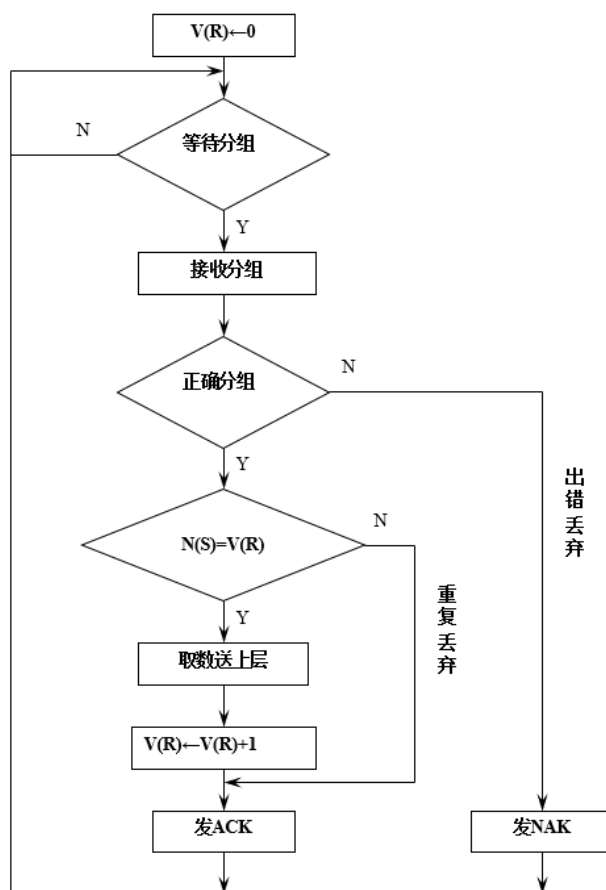 V(R)←0
N
等待分组
Y
接收分组
正确分组
N
Y
出错丢弃
N(S)=V(R)
N
Y
重复丢弃
取数送上层
V(R)←V(R)+1
发ACK
发NAK